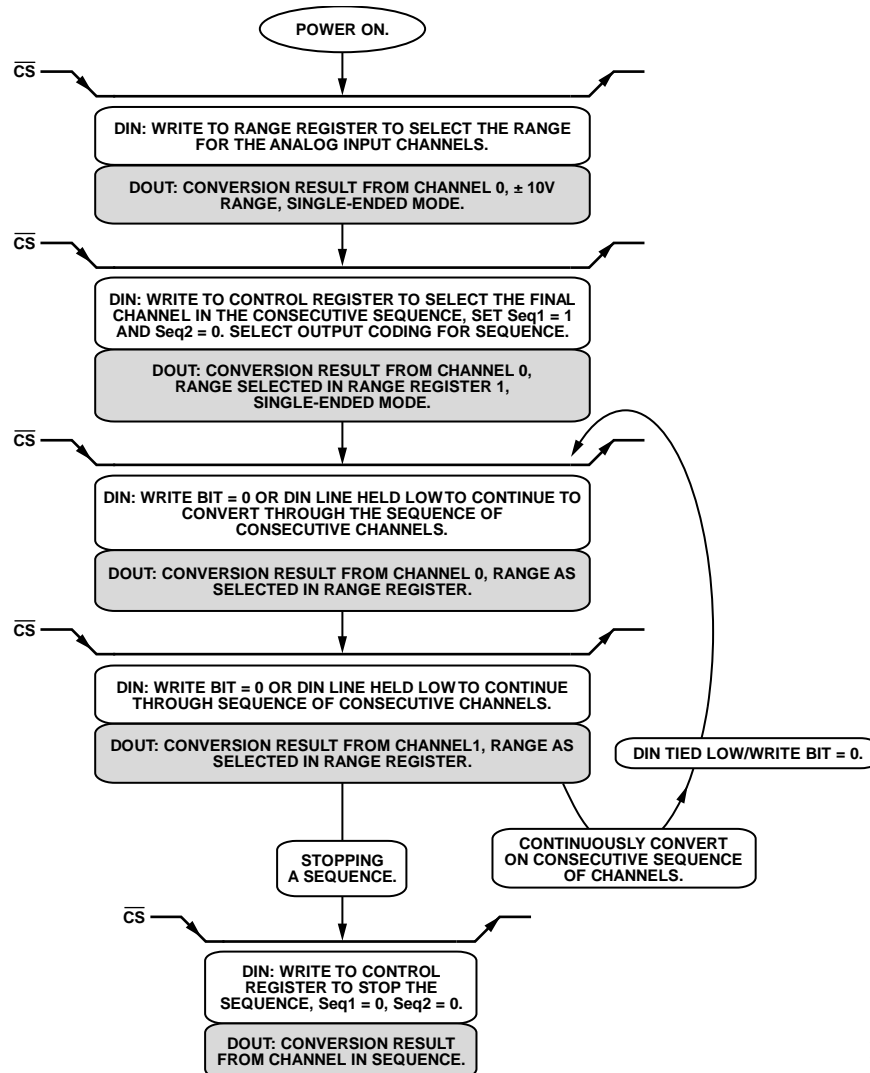 POWER ON.
CS
DIN: WRITE TO RANGE REGISTER TO SELECT THE RANGE
FOR THE ANALOG INPUT CHANNELS.
DOUT: CONVERSION RESULT FROM CHANNEL 0, ± 10V
RANGE, SINGLE-ENDED MODE.
CS
DIN: WRITE TO CONTROL REGISTER TO SELECT THE FINAL
CHANNEL IN THE CONSECUTIVE SEQUENCE, SET Seq1 = 1
AND Seq2 = 0. SELECT OUTPUT CODING FOR SEQUENCE.
DOUT: CONVERSION RESULT FROM CHANNEL 0,
RANGE SELECTED IN RANGE REGISTER 1,
SINGLE-ENDED MODE.
CS
DIN: WRITE BIT = 0 OR DIN LINE HELD LOW TO CONTINUE TO
CONVERT THROUGH THE SEQUENCE OF
CONSECUTIVE CHANNELS.
DOUT: CONVERSION RESULT FROM CHANNEL 0, RANGE AS
SELECTED IN RANGE REGISTER.
CS
DIN: WRITE BIT = 0 OR DIN LINE HELD LOW TO CONTINUE
THROUGH SEQUENCE OF CONSECUTIVE CHANNELS.
DOUT: CONVERSION RESULT FROM CHANNEL1, RANGE AS
SELECTED IN RANGE REGISTER.
DIN TIED LOW/WRITE BIT = 0.
CONTINUOUSLY CONVERT
ON CONSECUTIVE SEQUENCE
OF CHANNELS.
STOPPING
A SEQUENCE.
CS
DIN: WRITE TO CONTROL
REGISTER TO STOP THE
SEQUENCE, Seq1 = 0, Seq2 = 0.
DOUT: CONVERSION RESULT
FROM CHANNEL IN SEQUENCE.